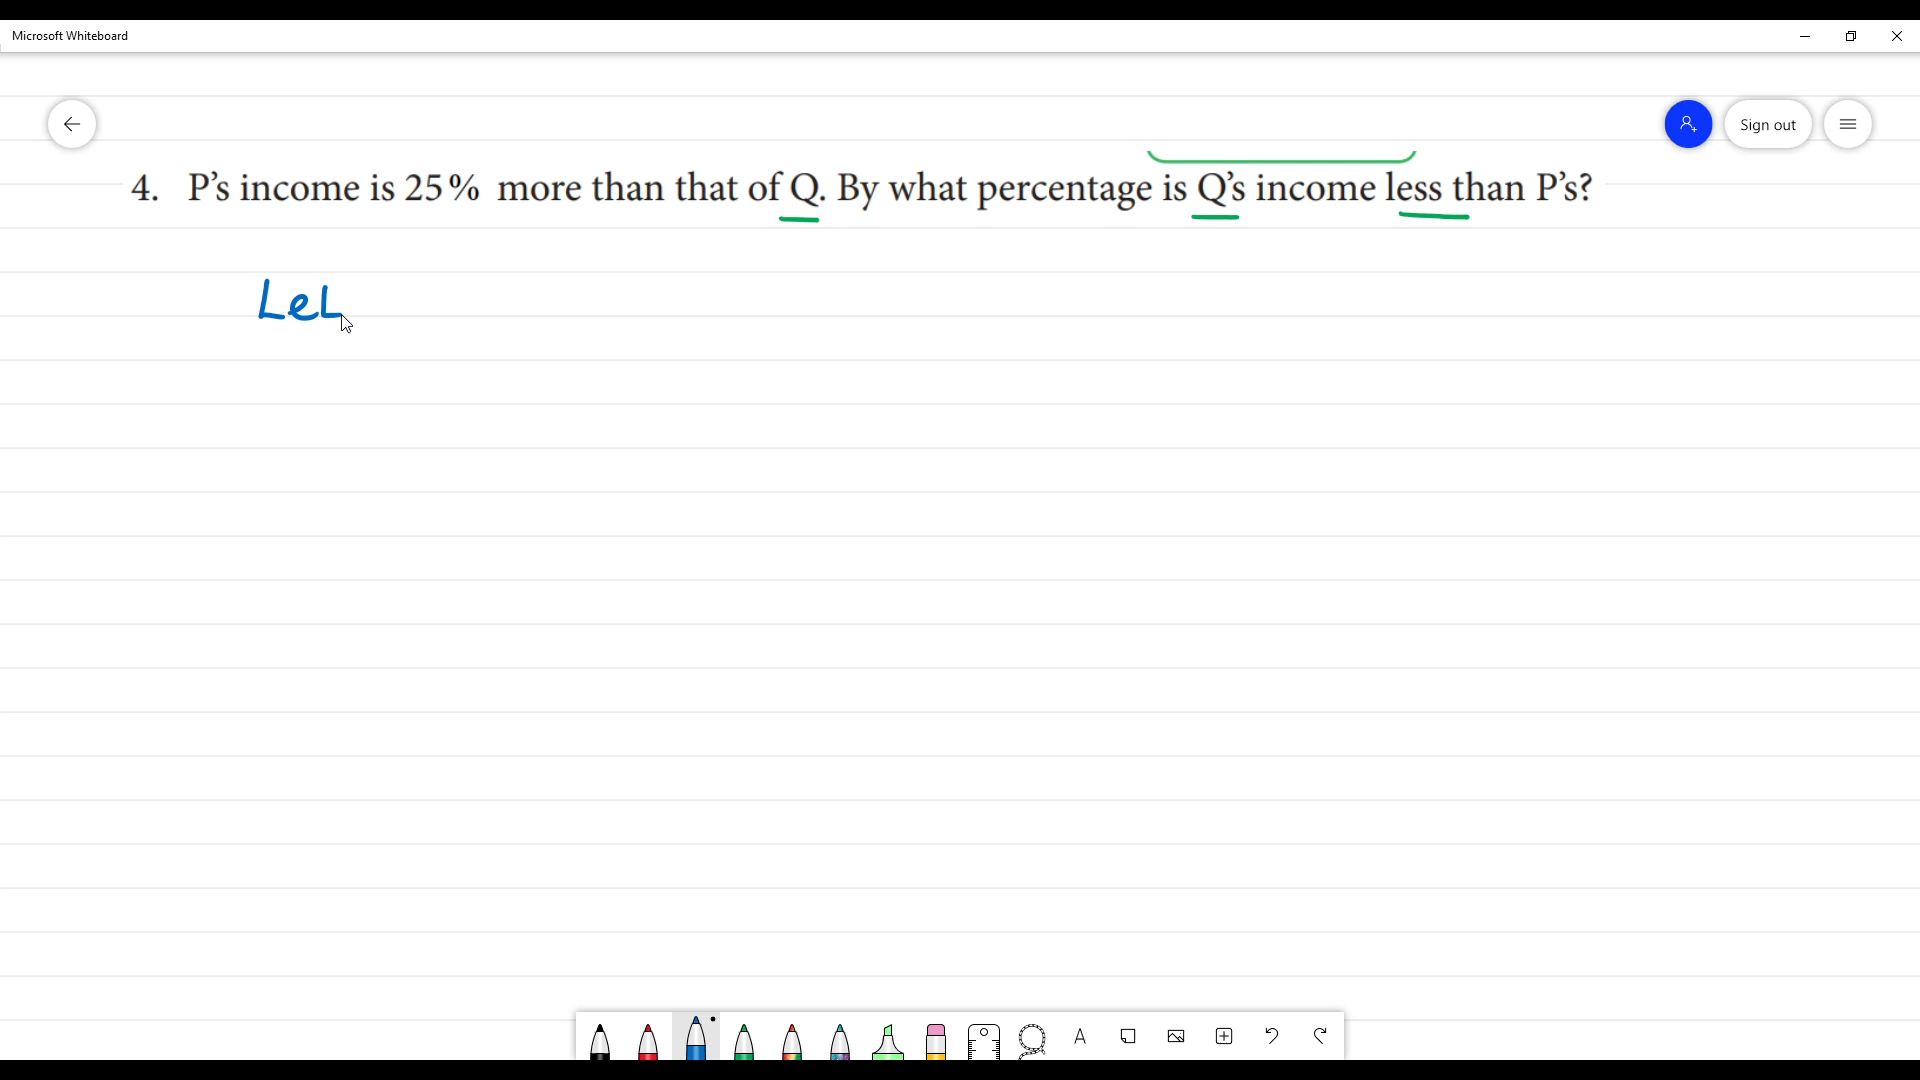 Microsoft Whiteboard
Sign out
4. P’s income is 25% more than that of Q. By what percentage is Q’s income less than P’s?
LeL